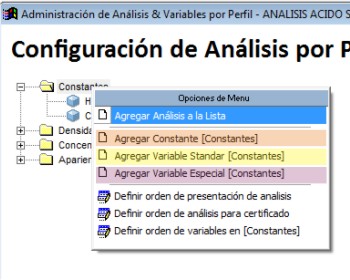 Administración de Análisis & Variables por Perfil - ANALISIS ACIDO S
Configuración de Análisis por P
Constantes
Opciones de Menu
H
Agregar Análisis a la Lista
C
Densida
Agregar Constante [Constantes]
Concen
Agregar Variable Standar [Constantes]
Aparien
Agregar Variable Especial [Constantes]
Definir orden de presentación de analisis
Definir orden de análisis para certificado
Definir orden de variables en [Constantes]